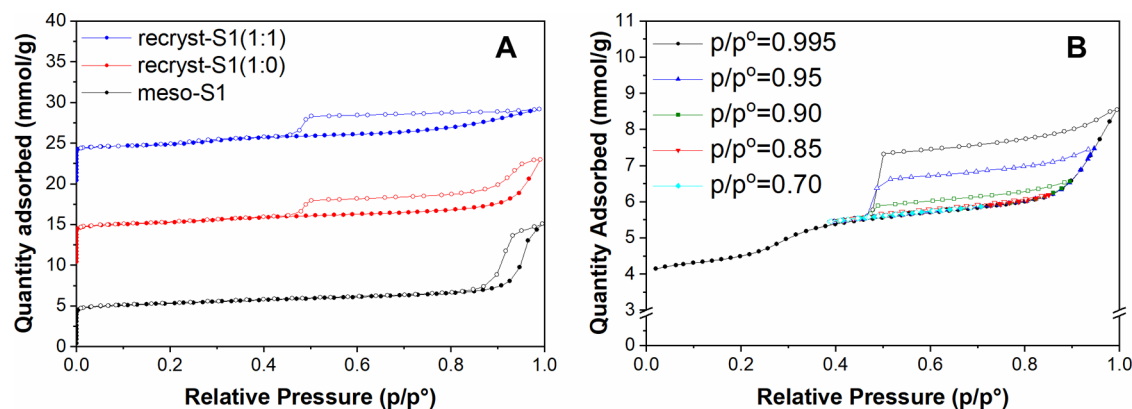 A
recryst-S1(1:1)
recryst-S1(1:0)
meso-S1
Quantity adsorbed (mmol/g)
40
35
30
25
20
15
10
5
0
0.0 0.2 0.4 0.6 0.8 1.0
Relative Pressure (p/p°)
B
p/p°=0.995
p/p°=0.95
p/p°=0.90
p/p°=0.85
p/p°=0.70
Quantity Adsorbed (mmol/g)
11
10
9
8
7
6
5
4
3
0
0.0 0.2 0.4 0.6 0.8 1.0
Relative Pressure (p/p°)